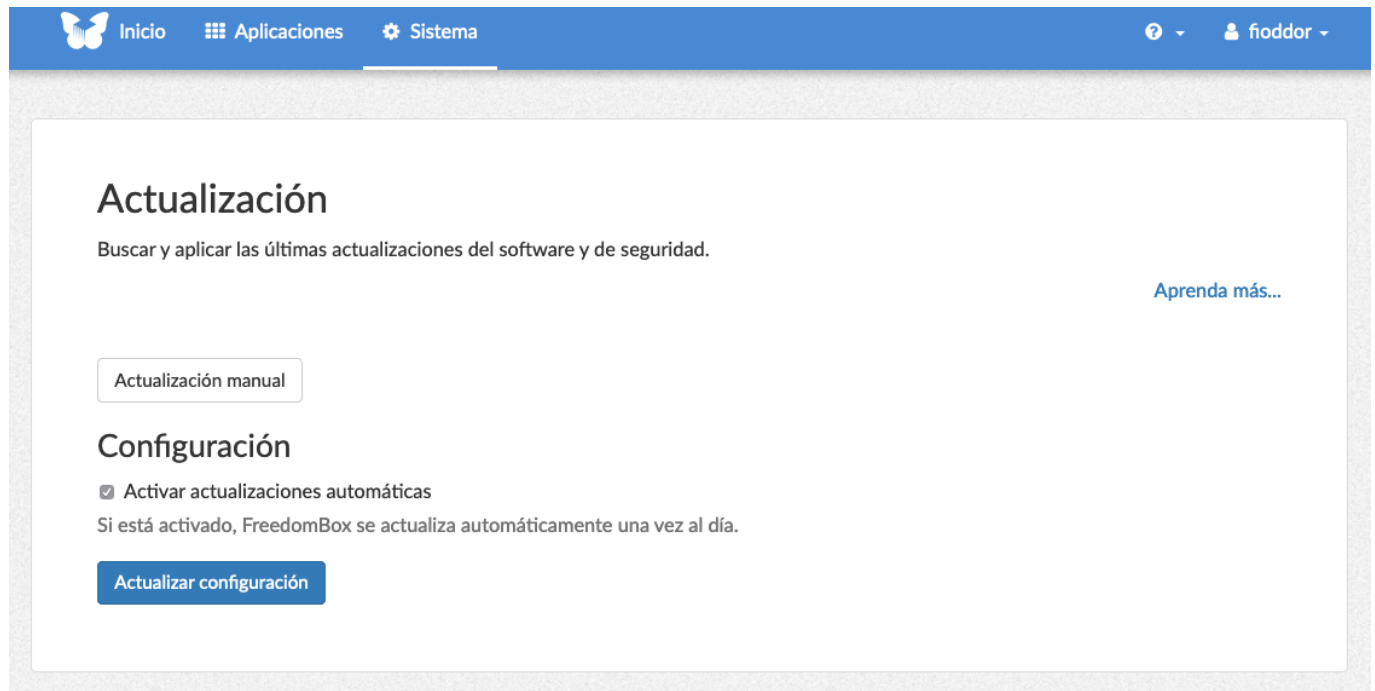 Inicio Aplicaciones Sistema fioddor
Actualización
Buscar y aplicar las últimas actualizaciones del software y de seguridad.
Aprenda más...
Actualización manual
Configuración
Activar actualizaciones automáticas
Si está activado, FreedomBox se actualiza automáticamente una vez al día.
Actualizar configuración